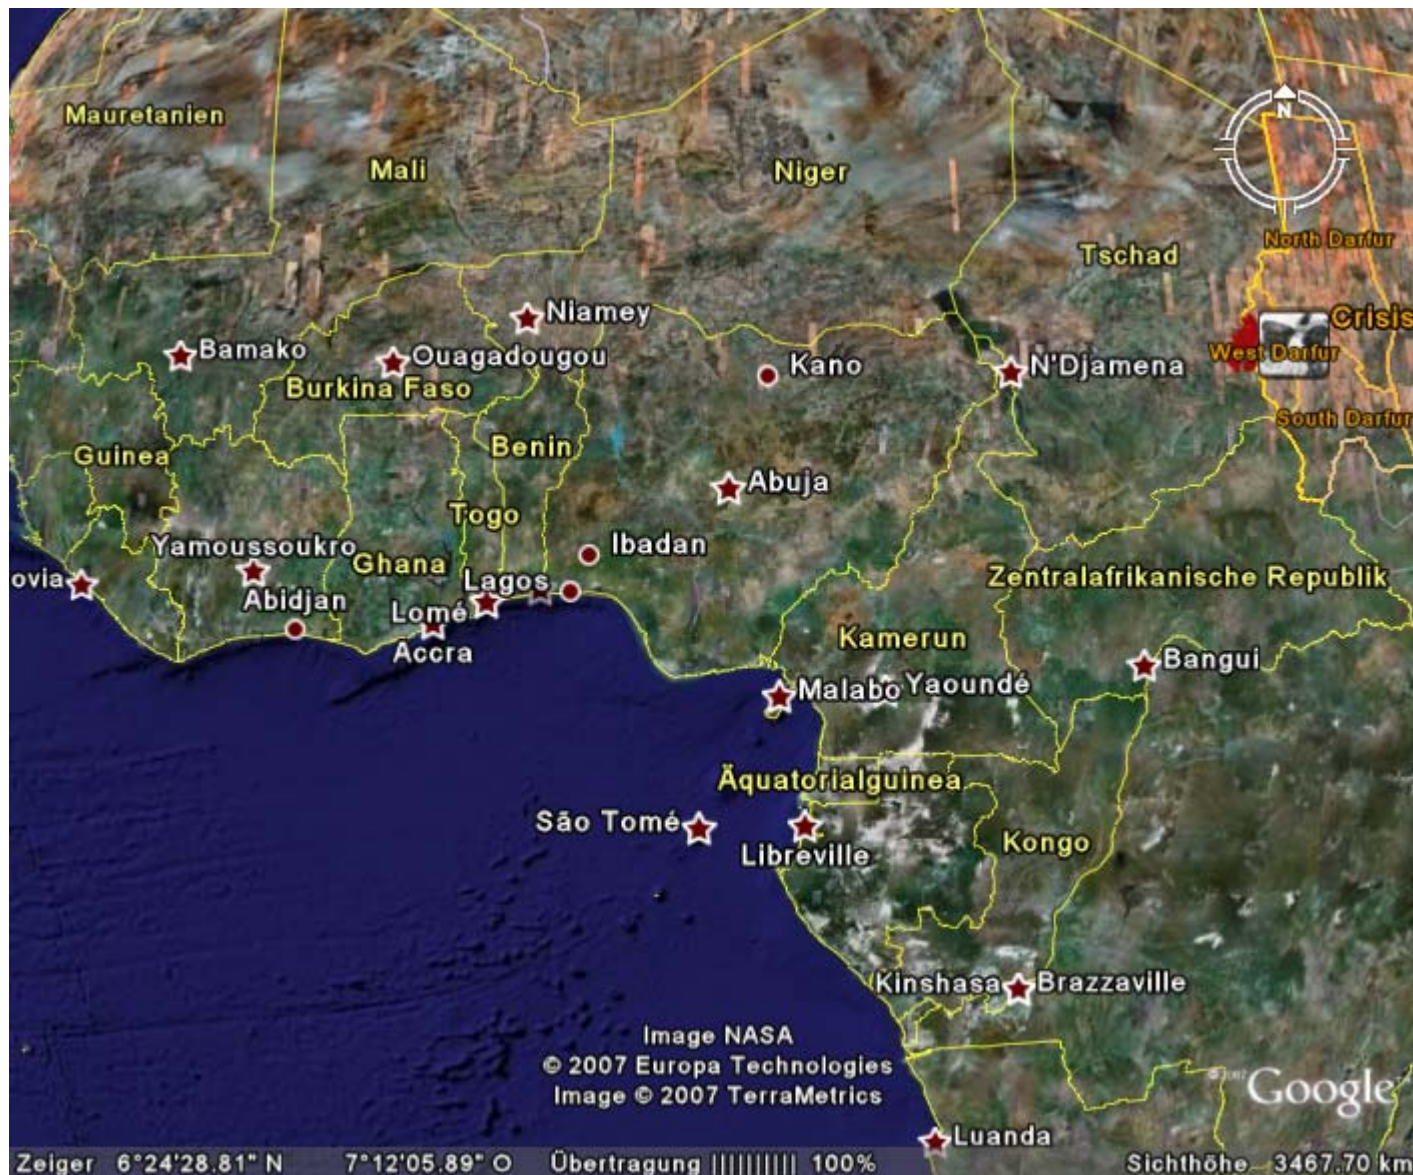 Mauretanien
Mali
Niger
N
North Darfur
Tschad
Niamey
Crisis
Bamako
Ouagadougou
Kano
N'Djamena
West Darfur
Burkina Faso
South Darfur
Guinea
Benin
Abuja
Togo
Yamoussoukro
Ghana
Ibadan
ovia
Lagos
Zentralafrikanische Republik
Abidjan
Lomé
Accra
Kamerun
Bangui
Malabo
Yaoundé
Äquatorialguinea
São Tomé
Libreville
Kongo
Kinshasa
Brazzaville
Image NASA
© 2007 Europa Technologies
Image © 2007 TerraMetrics
©2007 Google
Luanda
Zeiger 6°24'28.81" N 7°12'05.89" O Übertragung |||||||||| 100% Sichthöhe 3467.70 km